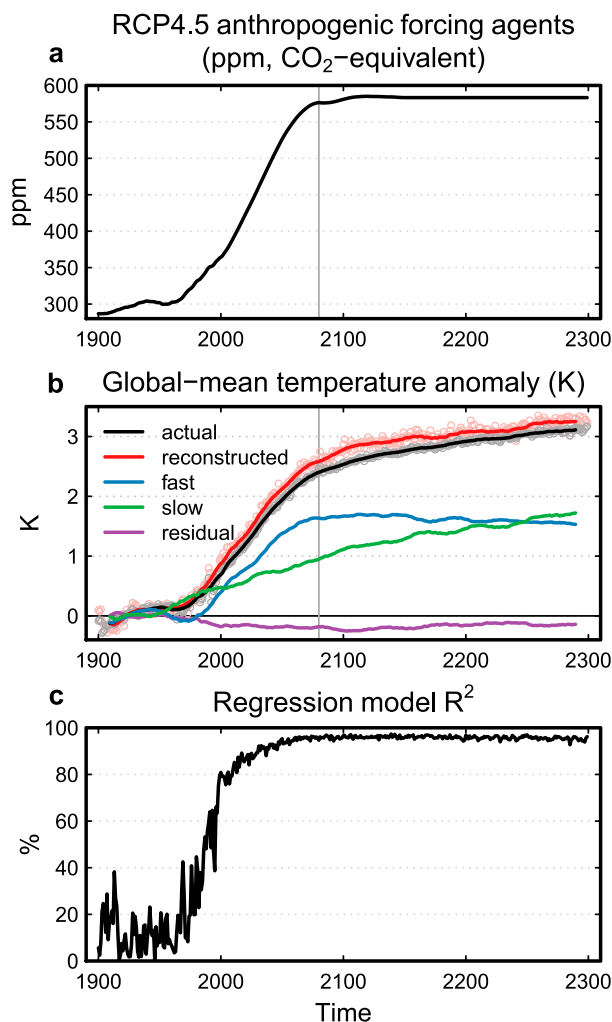 RCP4.5 anthropogenic forcing agents
a (ppm, CO₂−equivalent)
600
550
500
450
400
350
300
ppm
1900 2000 2100 2200 2300
b Global−mean temperature anomaly (K)
actual
reconstructed
fast
slow
residual
3
2
1
0
K
1900 2000 2100 2200 2300
c Regression model R²
100
80
60
40
20
0
%
1900 2000 2100 2200 2300
Time